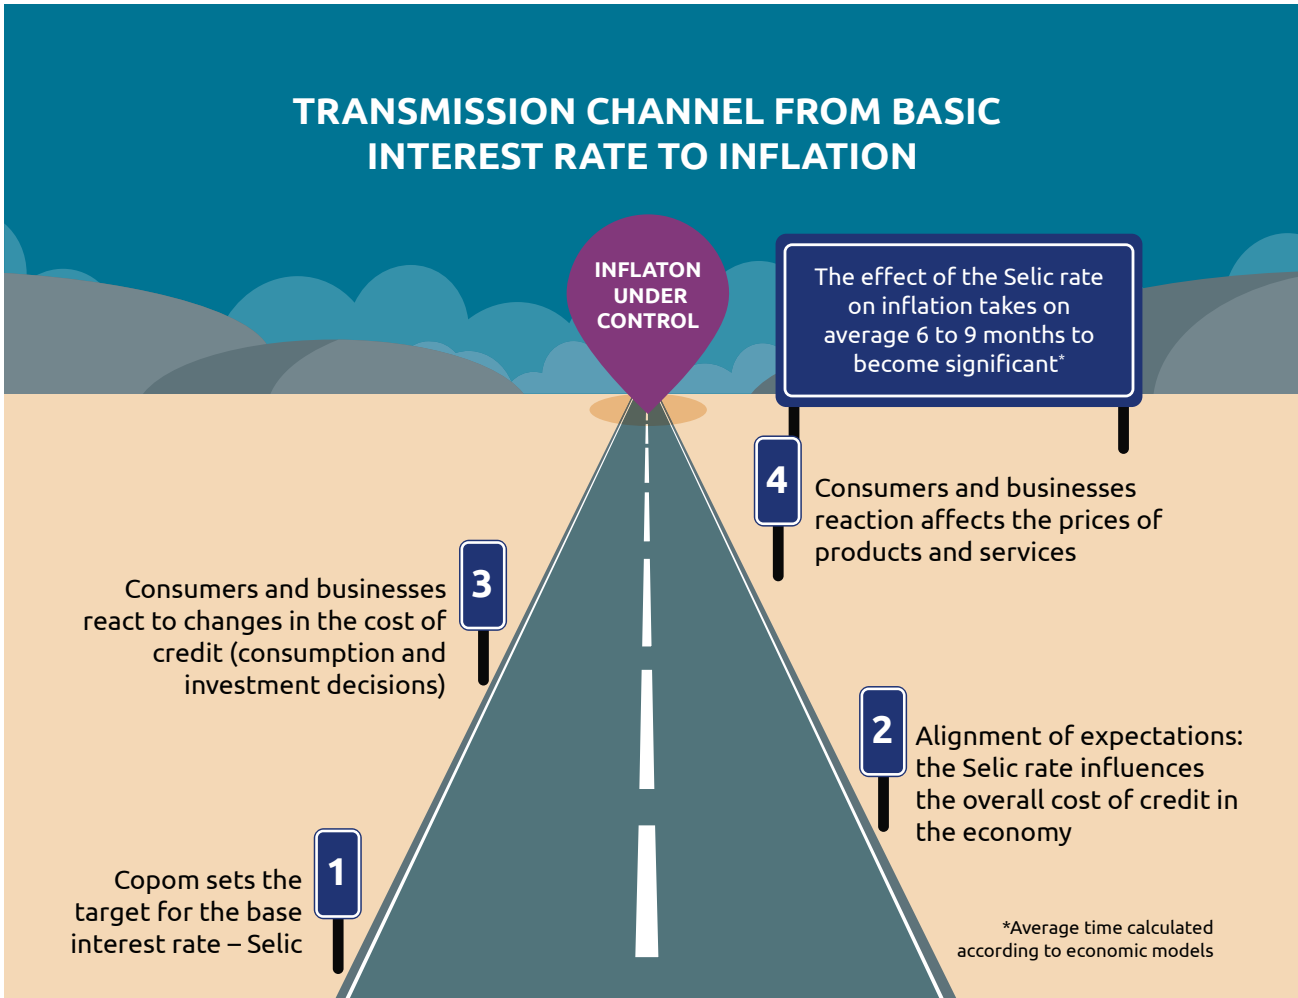 TRANSMISSION CHANNEL FROM BASIC
INTEREST RATE TO INFLATION
INFLATON
UNDER
CONTROL
The effect of the Selic rate
on inflation takes on
average 6 to 9 months to
become significant*
4
Consumers and businesses
reaction affects the prices of
products and services
3
Consumers and businesses
react to changes in the cost of
credit (consumption and
investment decisions)
2
Alignment of expectations:
the Selic rate influences
the overall cost of credit in
the economy
1
Copom sets the
target for the base
interest rate – Selic
*Average time calculated
according to economic models